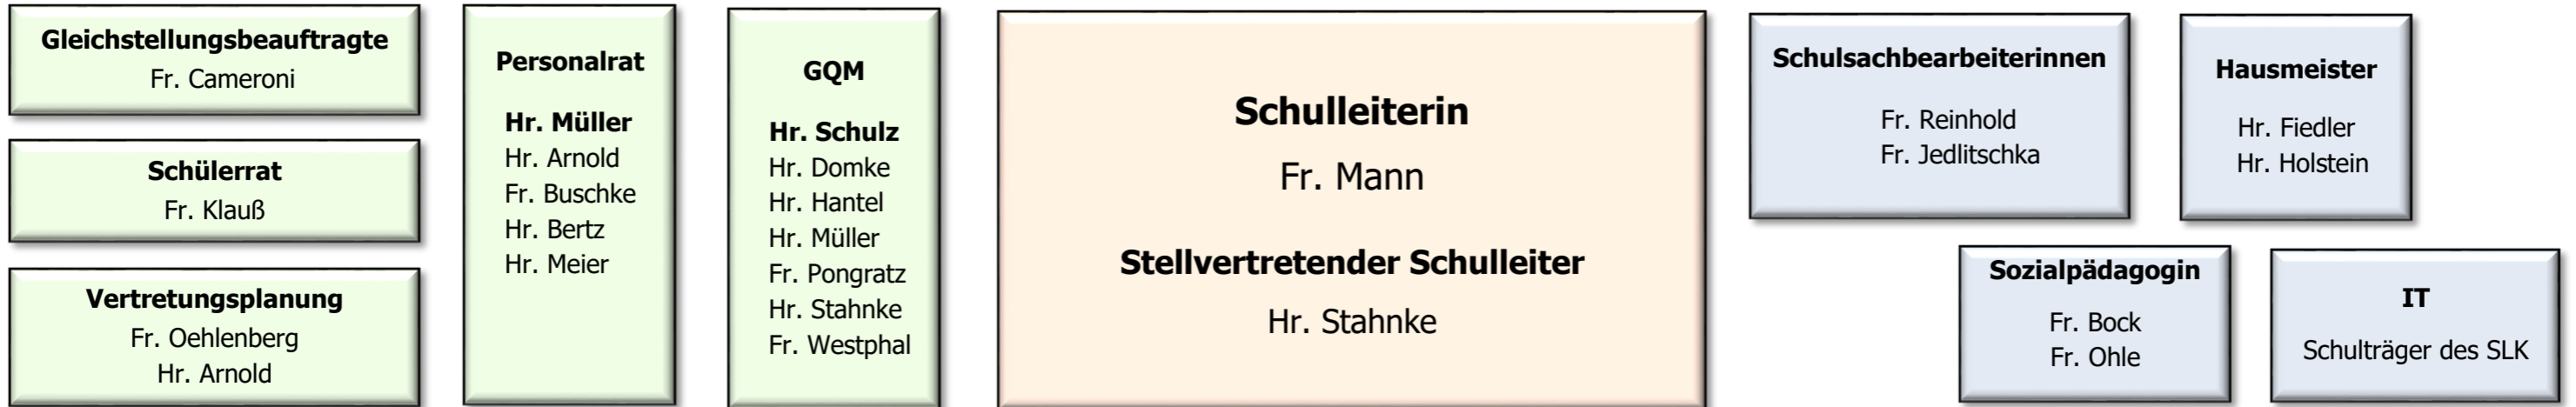 Gleichstellungsbeauftragte
Fr. Cameroni
Schülerrat
Fr. Klauß
Vertretungsplanung
Fr. Oehlenberg
Hr. Arnold
Personalrat
Hr. Müller
Hr. Arnold
Fr. Buschke
Hr. Bertz
Hr. Meier
GQM
Hr. Schulz
Hr. Domke
Hr. Hantel
Hr. Müller
Fr. Pongratz
Hr. Stahnke
Fr. Westphal
Schulleiterin
Fr. Mann
Stellvertretender Schulleiter
Hr. Stahnke
Schulsachbearbeiterinnen
Fr. Reinhold
Fr. Jedlitschka
Hausmeister
Hr. Fiedler
Hr. Holstein
Sozialpädagogin
Fr. Bock
Fr. Ohle
IT
Schulträger des SLK